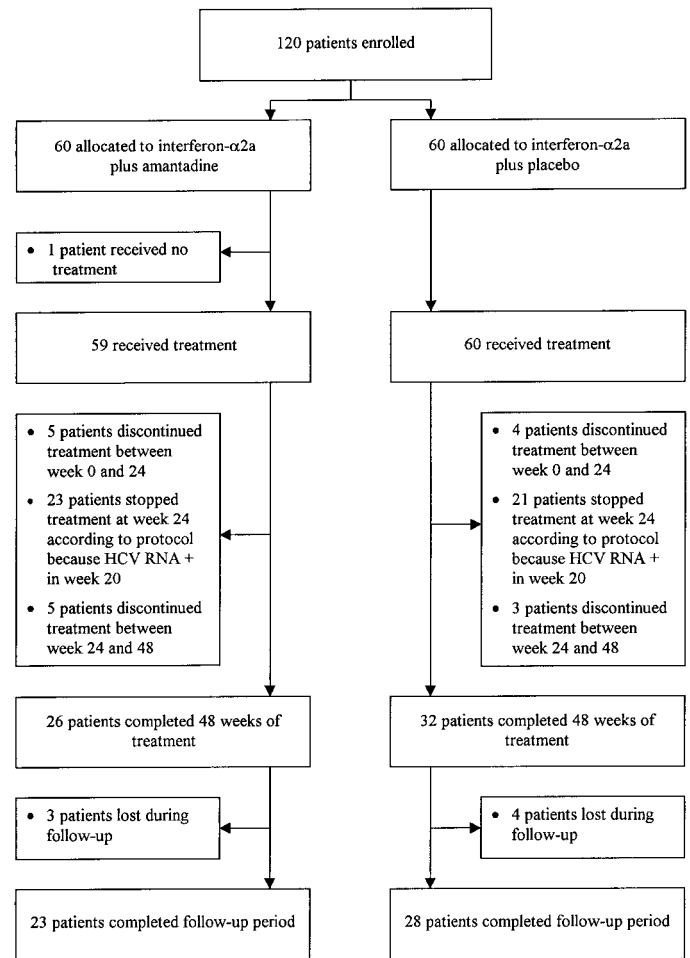 120 patients enrolled
60 allocated to interferon-α2a
plus amantadine
60 allocated to interferon-α2a
plus placebo
• 1 patient received no
treatment
59 received treatment
60 received treatment
• 5 patients discontinued
treatment between
week 0 and 24
• 23 patients stopped
treatment at week 24
according to protocol
because HCV RNA +
in week 20
• 5 patients discontinued
treatment between
week 24 and 48
• 4 patients discontinued
treatment between
week 0 and 24
• 21 patients stopped
treatment at week 24
according to protocol
because HCV RNA +
in week 20
• 3 patients discontinued
treatment between
week 24 and 48
26 patients completed 48 weeks of
treatment
32 patients completed 48 weeks of
treatment
• 3 patients lost during
follow-up
• 4 patients lost during
follow-up
23 patients completed follow-up period
28 patients completed follow-up period